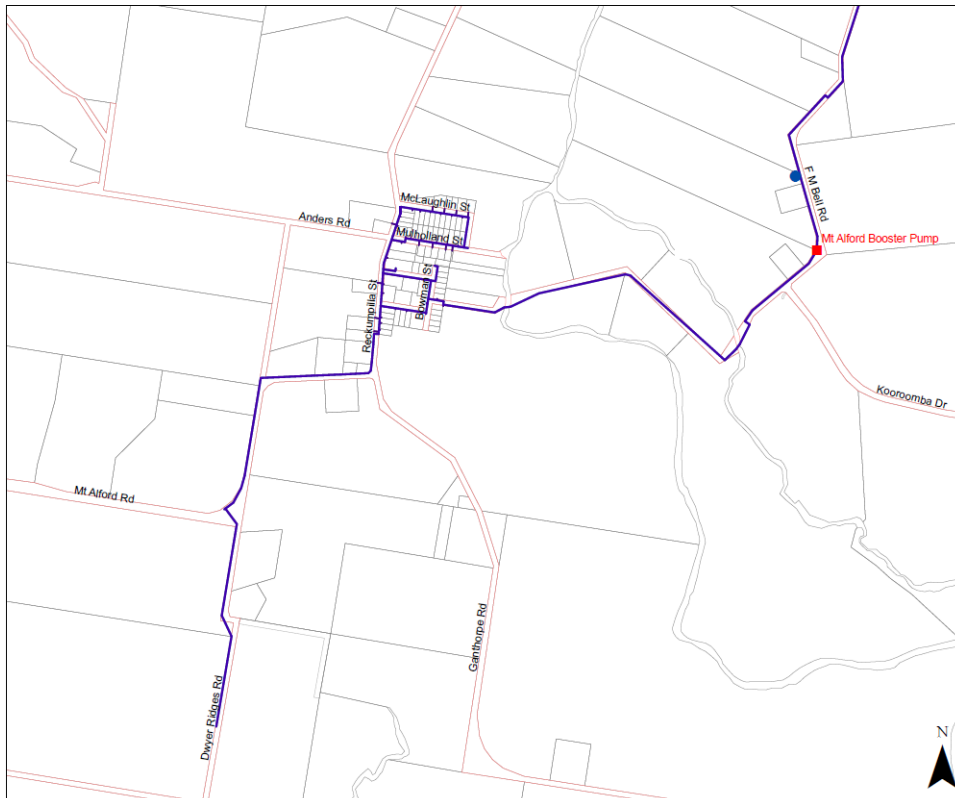 McLaughlin St
F M Bell Rd
Anders Rd
Mulholland St
Mt Alford Booster Pump
Bowman St
Reckumpilla St
Kooroomba Dr
Mt Alford Rd
Ganthorpe Rd
Dwyer Ridges Rd
N